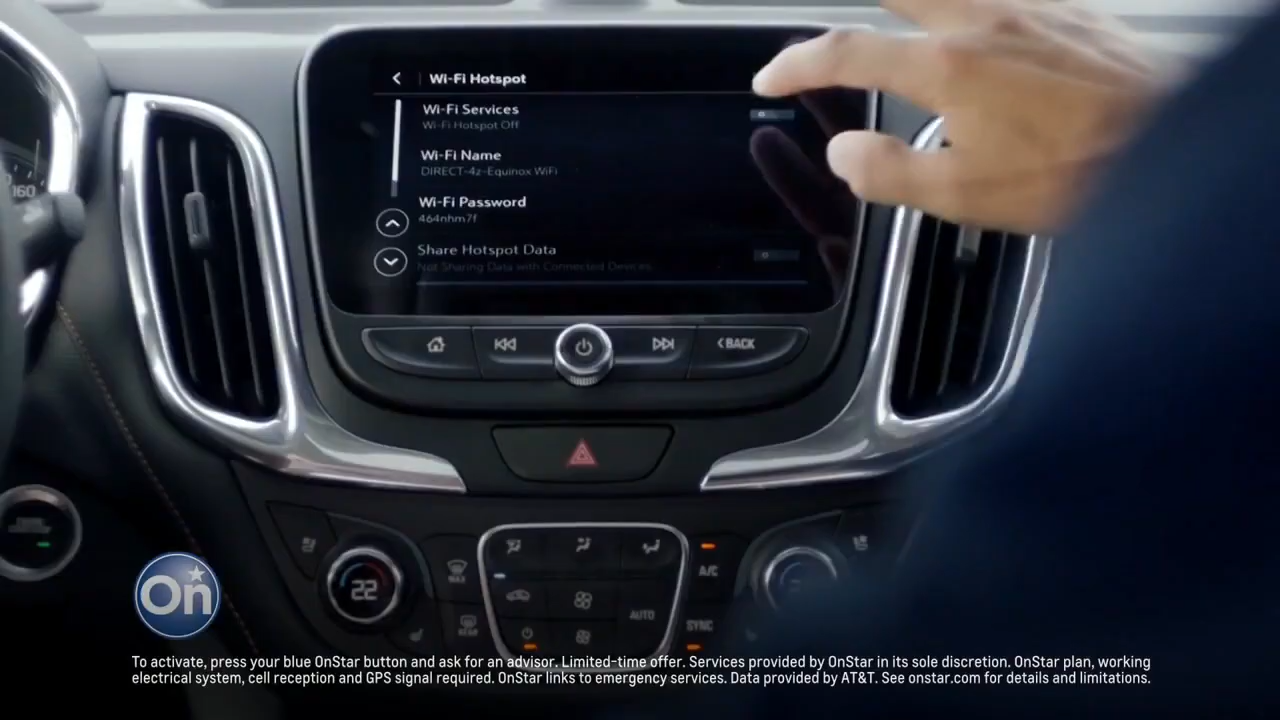 Wi-Fi Hotspot
Wi-Fi Services
Wi-Fi Hotspot Off
Wi-Fi Name
DIRECT-4z-Equinox WiFi
Wi-Fi Password
464nhm7f
Share Hotspot Data
Not Sharing Data with Connected Devices
160
BACK
22
MAX
A/C
AUTO
REAR
SYNC
On
To activate, press your blue OnStar button and ask for an advisor. Limited-time offer. Services provided by OnStar in its sole discretion. OnStar plan, working
electrical system, cell reception and GPS signal required. OnStar links to emergency services. Data provided by AT&T. See onstar.com for details and limitations.